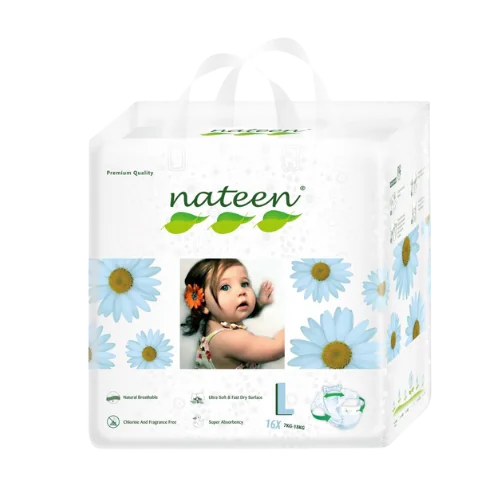 nateen
Premium Quality
nateen®
Natural Breathable
Ultra Soft & Fast Dry Surface
Chlorine And Fragrance Free
Super Absorbency
L
16X